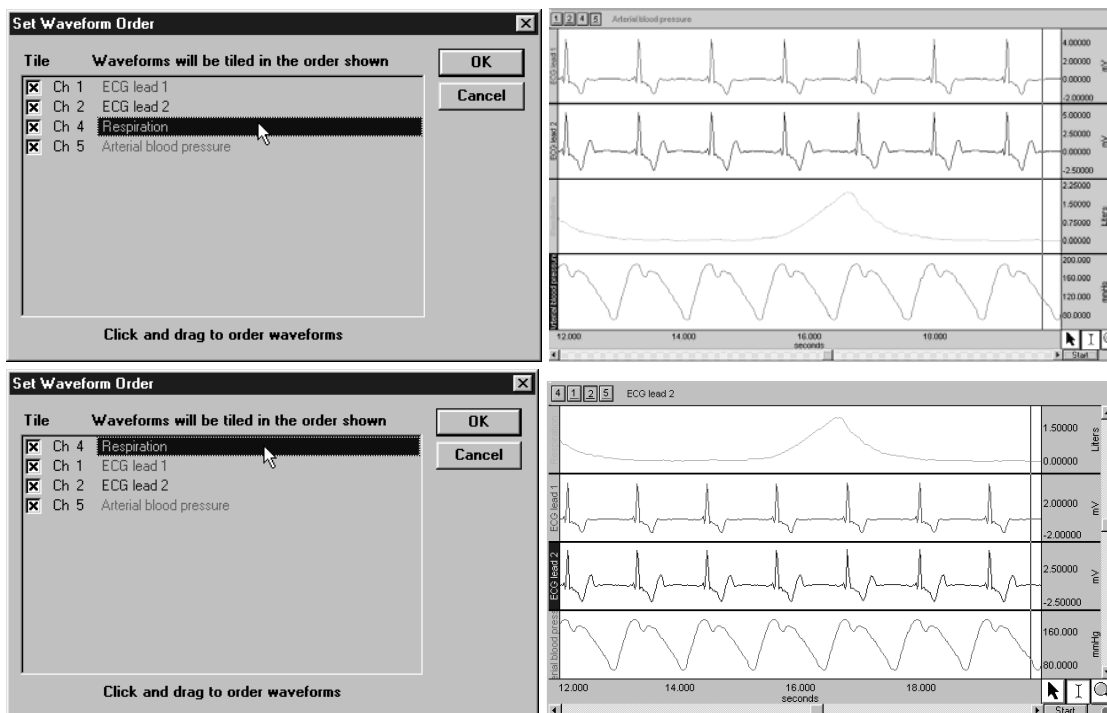 Set Waveform Order
Tile Waveforms will be tiled in the order shown
Ch 1 ECG lead 1
Ch 2 ECG lead 2
Ch 4 Respiration
Ch 5 Arterial blood pressure
OK
Cancel
Click and drag to order waveforms
1 2 4 5 Arterial blood pressure
ECG lead 1
4.00000
2.00000
0.00000
-2.00000
mV
ECG lead 2
5.00000
2.50000
0.00000
-2.50000
mV
2.25000
1.50000
0.75000
0.00000
Liters
Arterial blood pressure
200.000
160.000
120.000
80.0000
mmHg
12.000 14.000 16.000 18.000
seconds
Start
Set Waveform Order
Tile Waveforms will be tiled in the order shown
Ch 4 Respiration
Ch 1 ECG lead 1
Ch 2 ECG lead 2
Ch 5 Arterial blood pressure
OK
Cancel
Click and drag to order waveforms
4 1 2 5 ECG lead 2
1.50000
0.00000
Liters
ECG lead 1
2.00000
-2.00000
mV
ECG lead 2
2.50000
-2.50000
mV
rial blood press
160.000
80.0000
mmHg
12.000 14.000 16.000 18.000
seconds
Start